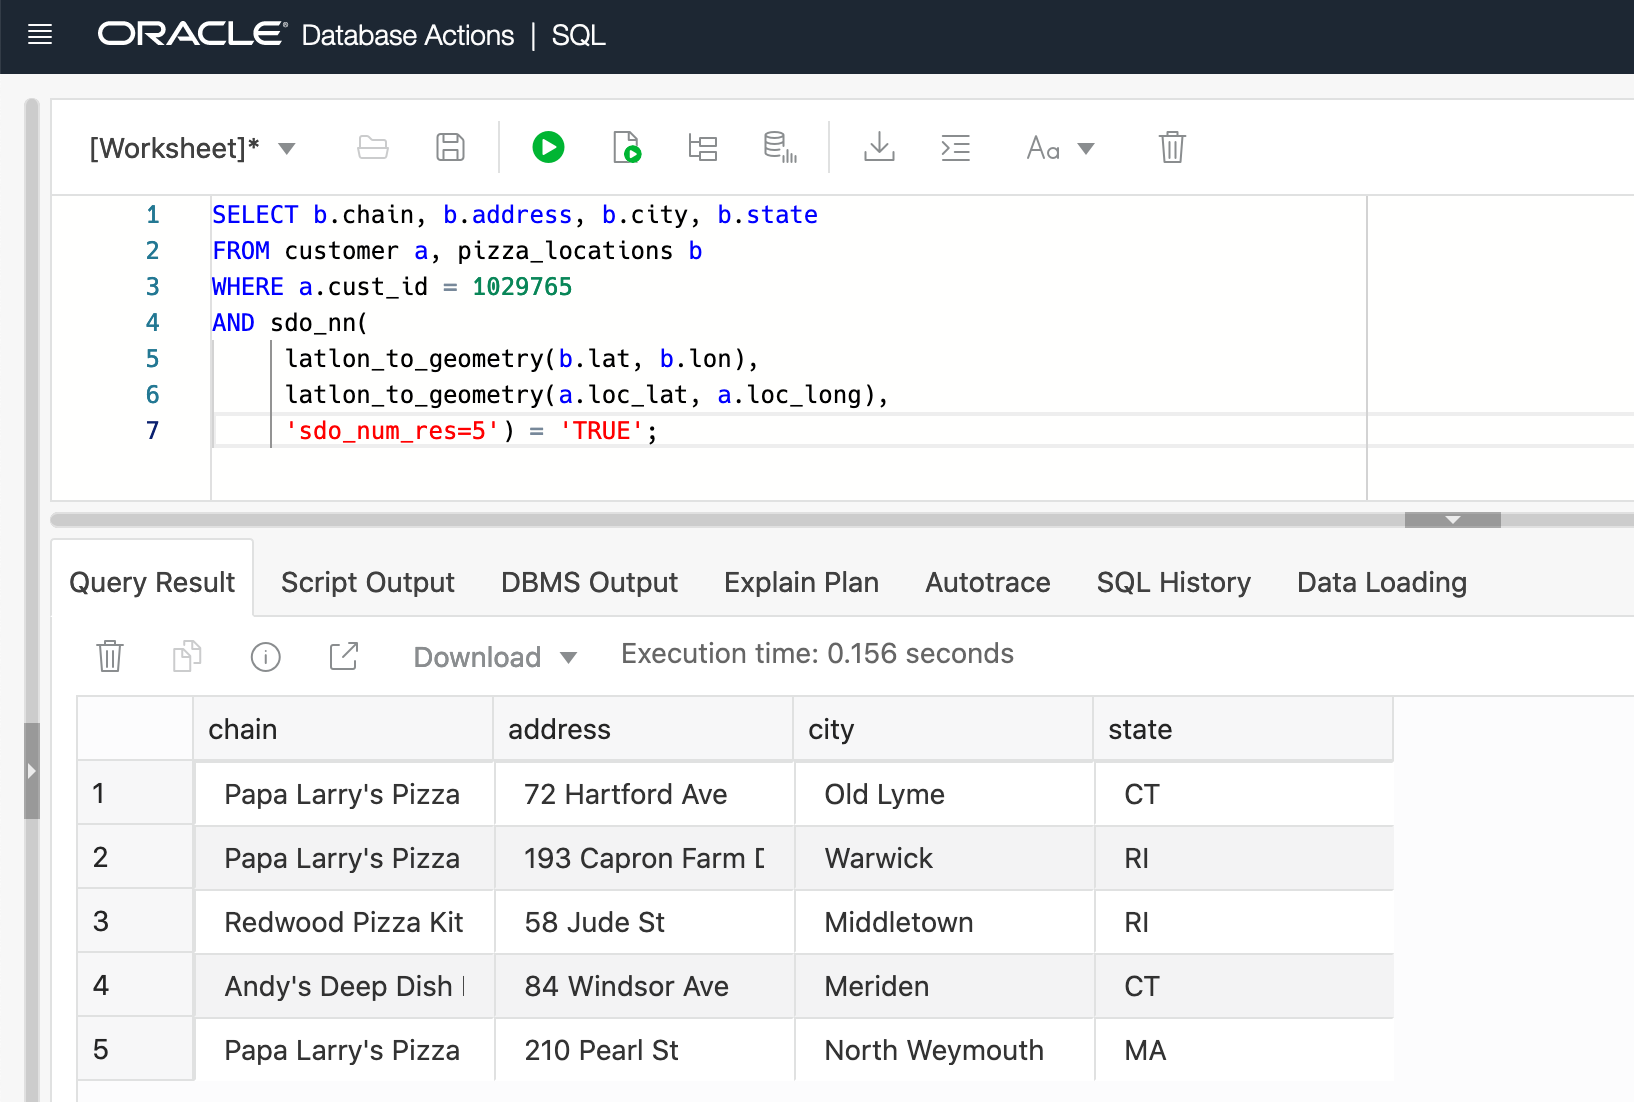 ORACLE® Database Actions | SQL
[Worksheet]* Aa
1 SELECT b.chain, b.address, b.city, b.state
2 FROM customer a, pizza_locations b
3 WHERE a.cust_id = 1029765
4 AND sdo_nn(
5 latlon_to_geometry(b.lat, b.lon),
6 latlon_to_geometry(a.loc_lat, a.loc_long),
7 'sdo_num_res=5') = 'TRUE';
Query Result Script Output DBMS Output Explain Plan Autotrace SQL History Data Loading
Download Execution time: 0.156 seconds
chain address city state
1 Papa Larry's Pizza 72 Hartford Ave Old Lyme CT
2 Papa Larry's Pizza 193 Capron Farm Warwick RI
3 Redwood Pizza Kit 58 Jude St Middletown RI
4 Andy's Deep Dish 84 Windsor Ave Meriden CT
5 Papa Larry's Pizza 210 Pearl St North Weymouth MA